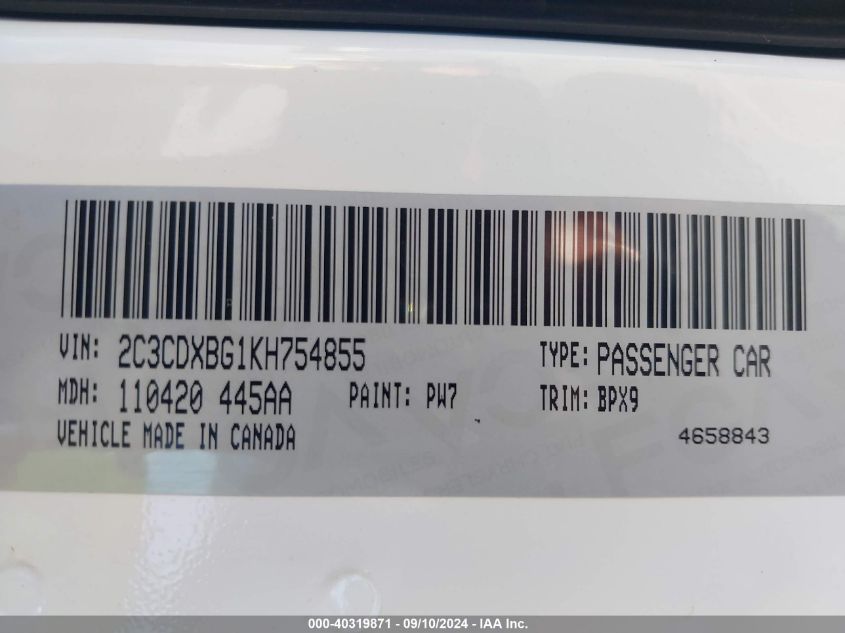 VIN: 2C3CDXBG1KH754855 TYPE: PASSENGER CAR
MDH: 110420 445AA PAINT: PW7 TRIM: BPX9
VEHICLE MADE IN CANADA 4658843
000-40319871 - 09/10/2024 - IAA Inc.